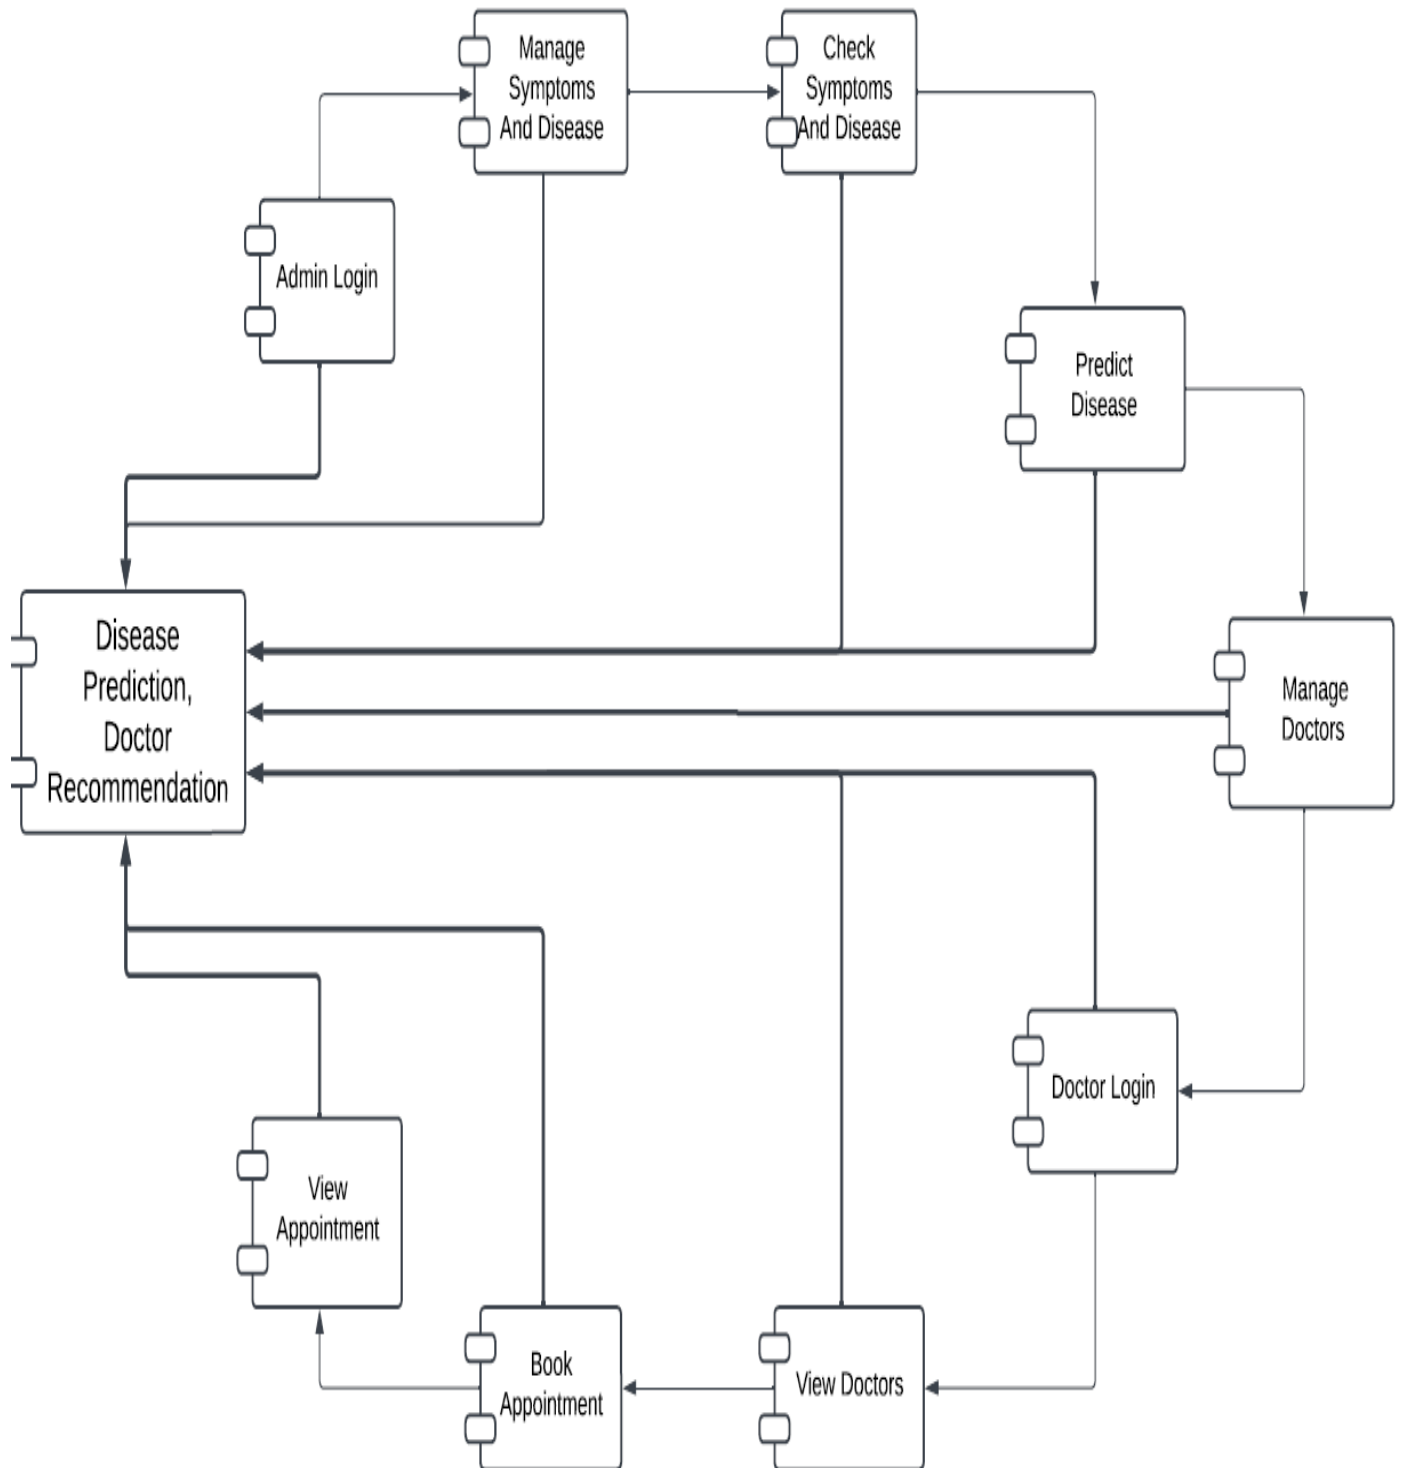 Manage
Symptoms
And Disease
Check
Symptoms
And Disease
Admin Login
Predict
Disease
Disease
Prediction,
Doctor
Recommendation
Manage
Doctors
Doctor Login
View
Appointment
Book
Appointment
View Doctors